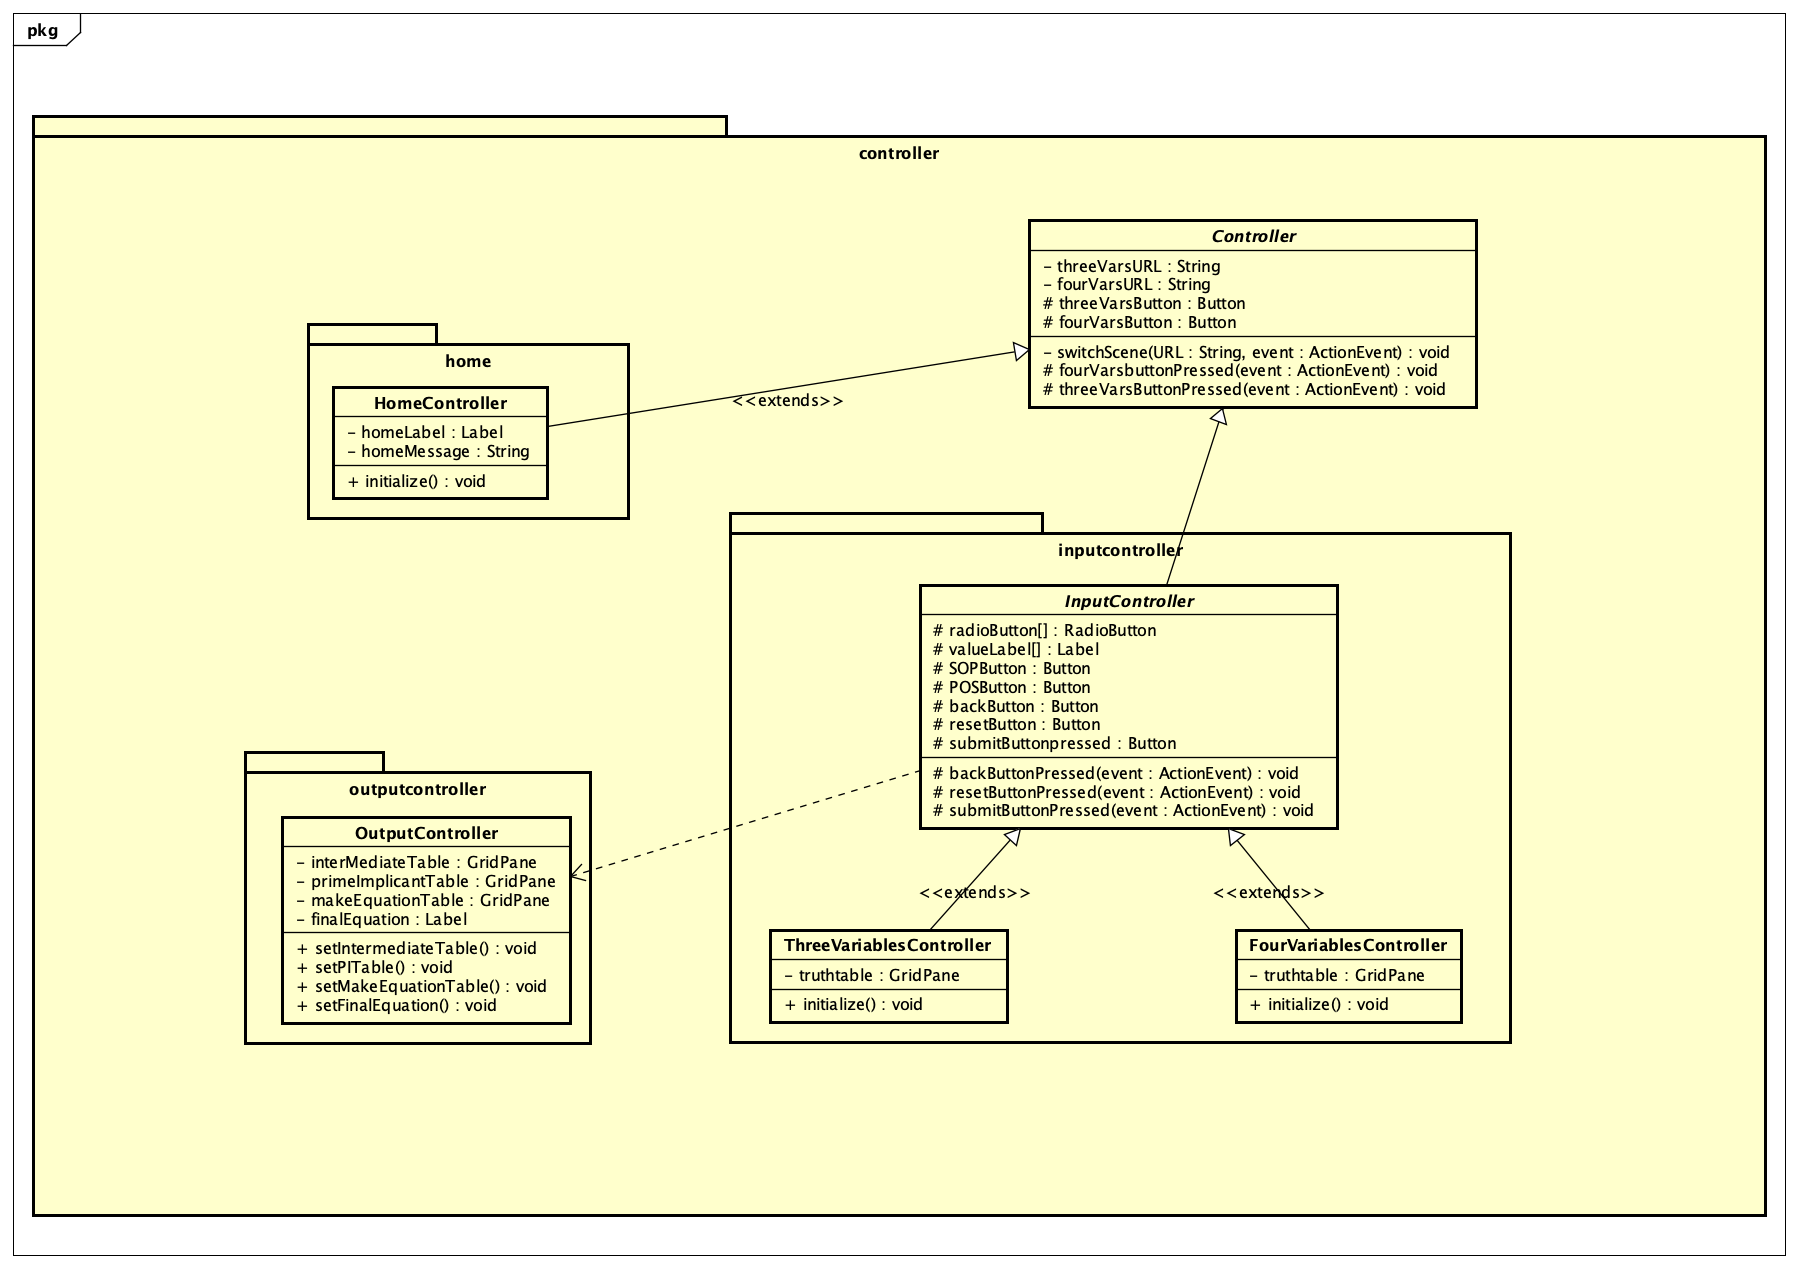 pkg
controller
Controller
- threeVarsURL : String
- fourVarsURL : String
# threeVarsButton : Button
# fourVarsButton : Button
- switchScene(URL : String, event : ActionEvent) : void
# fourVarsbuttonPressed(event : ActionEvent) : void
# threeVarsButtonPressed(event : ActionEvent) : void
home
HomeController
- homeLabel : Label
- homeMessage : String
+ initialize() : void
<<extends>>
inputcontroller
InputController
# radioButton[] : RadioButton
# valueLabel[] : Label
# SOPButton : Button
# POSButton : Button
# backButton : Button
# resetButton : Button
# submitButtonpressed : Button
# backButtonPressed(event : ActionEvent) : void
# resetButtonPressed(event : ActionEvent) : void
# submitButtonPressed(event : ActionEvent) : void
outputcontroller
OutputController
- interMediateTable : GridPane
- primeImplicantTable : GridPane
- makeEquationTable : GridPane
- finalEquation : Label
+ setIntermediateTable() : void
+ setPITable() : void
+ setMakeEquationTable() : void
+ setFinalEquation() : void
<<extends>>
<<extends>>
ThreeVariablesController
- truthtable : GridPane
+ initialize() : void
FourVariablesController
- truthtable : GridPane
+ initialize() : void